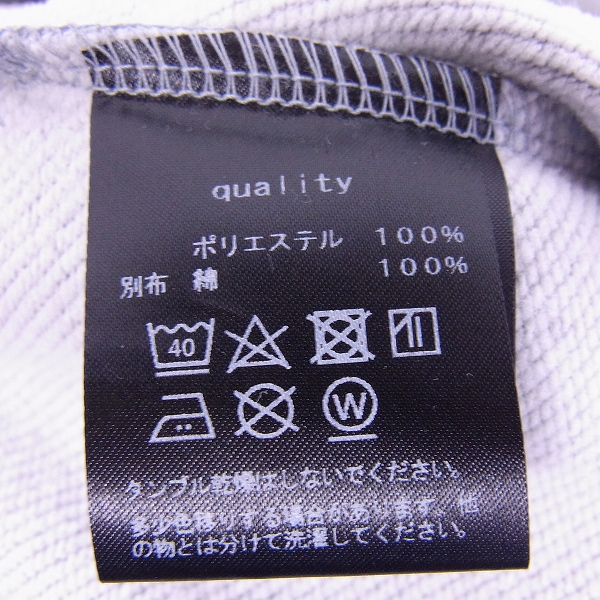 quality
ポリエステル 100%
別布 綿 100%
40
W
タンブル乾燥はしないでください。
多少色移りする場合があります、他
の物とは分けて洗濯して下さい。